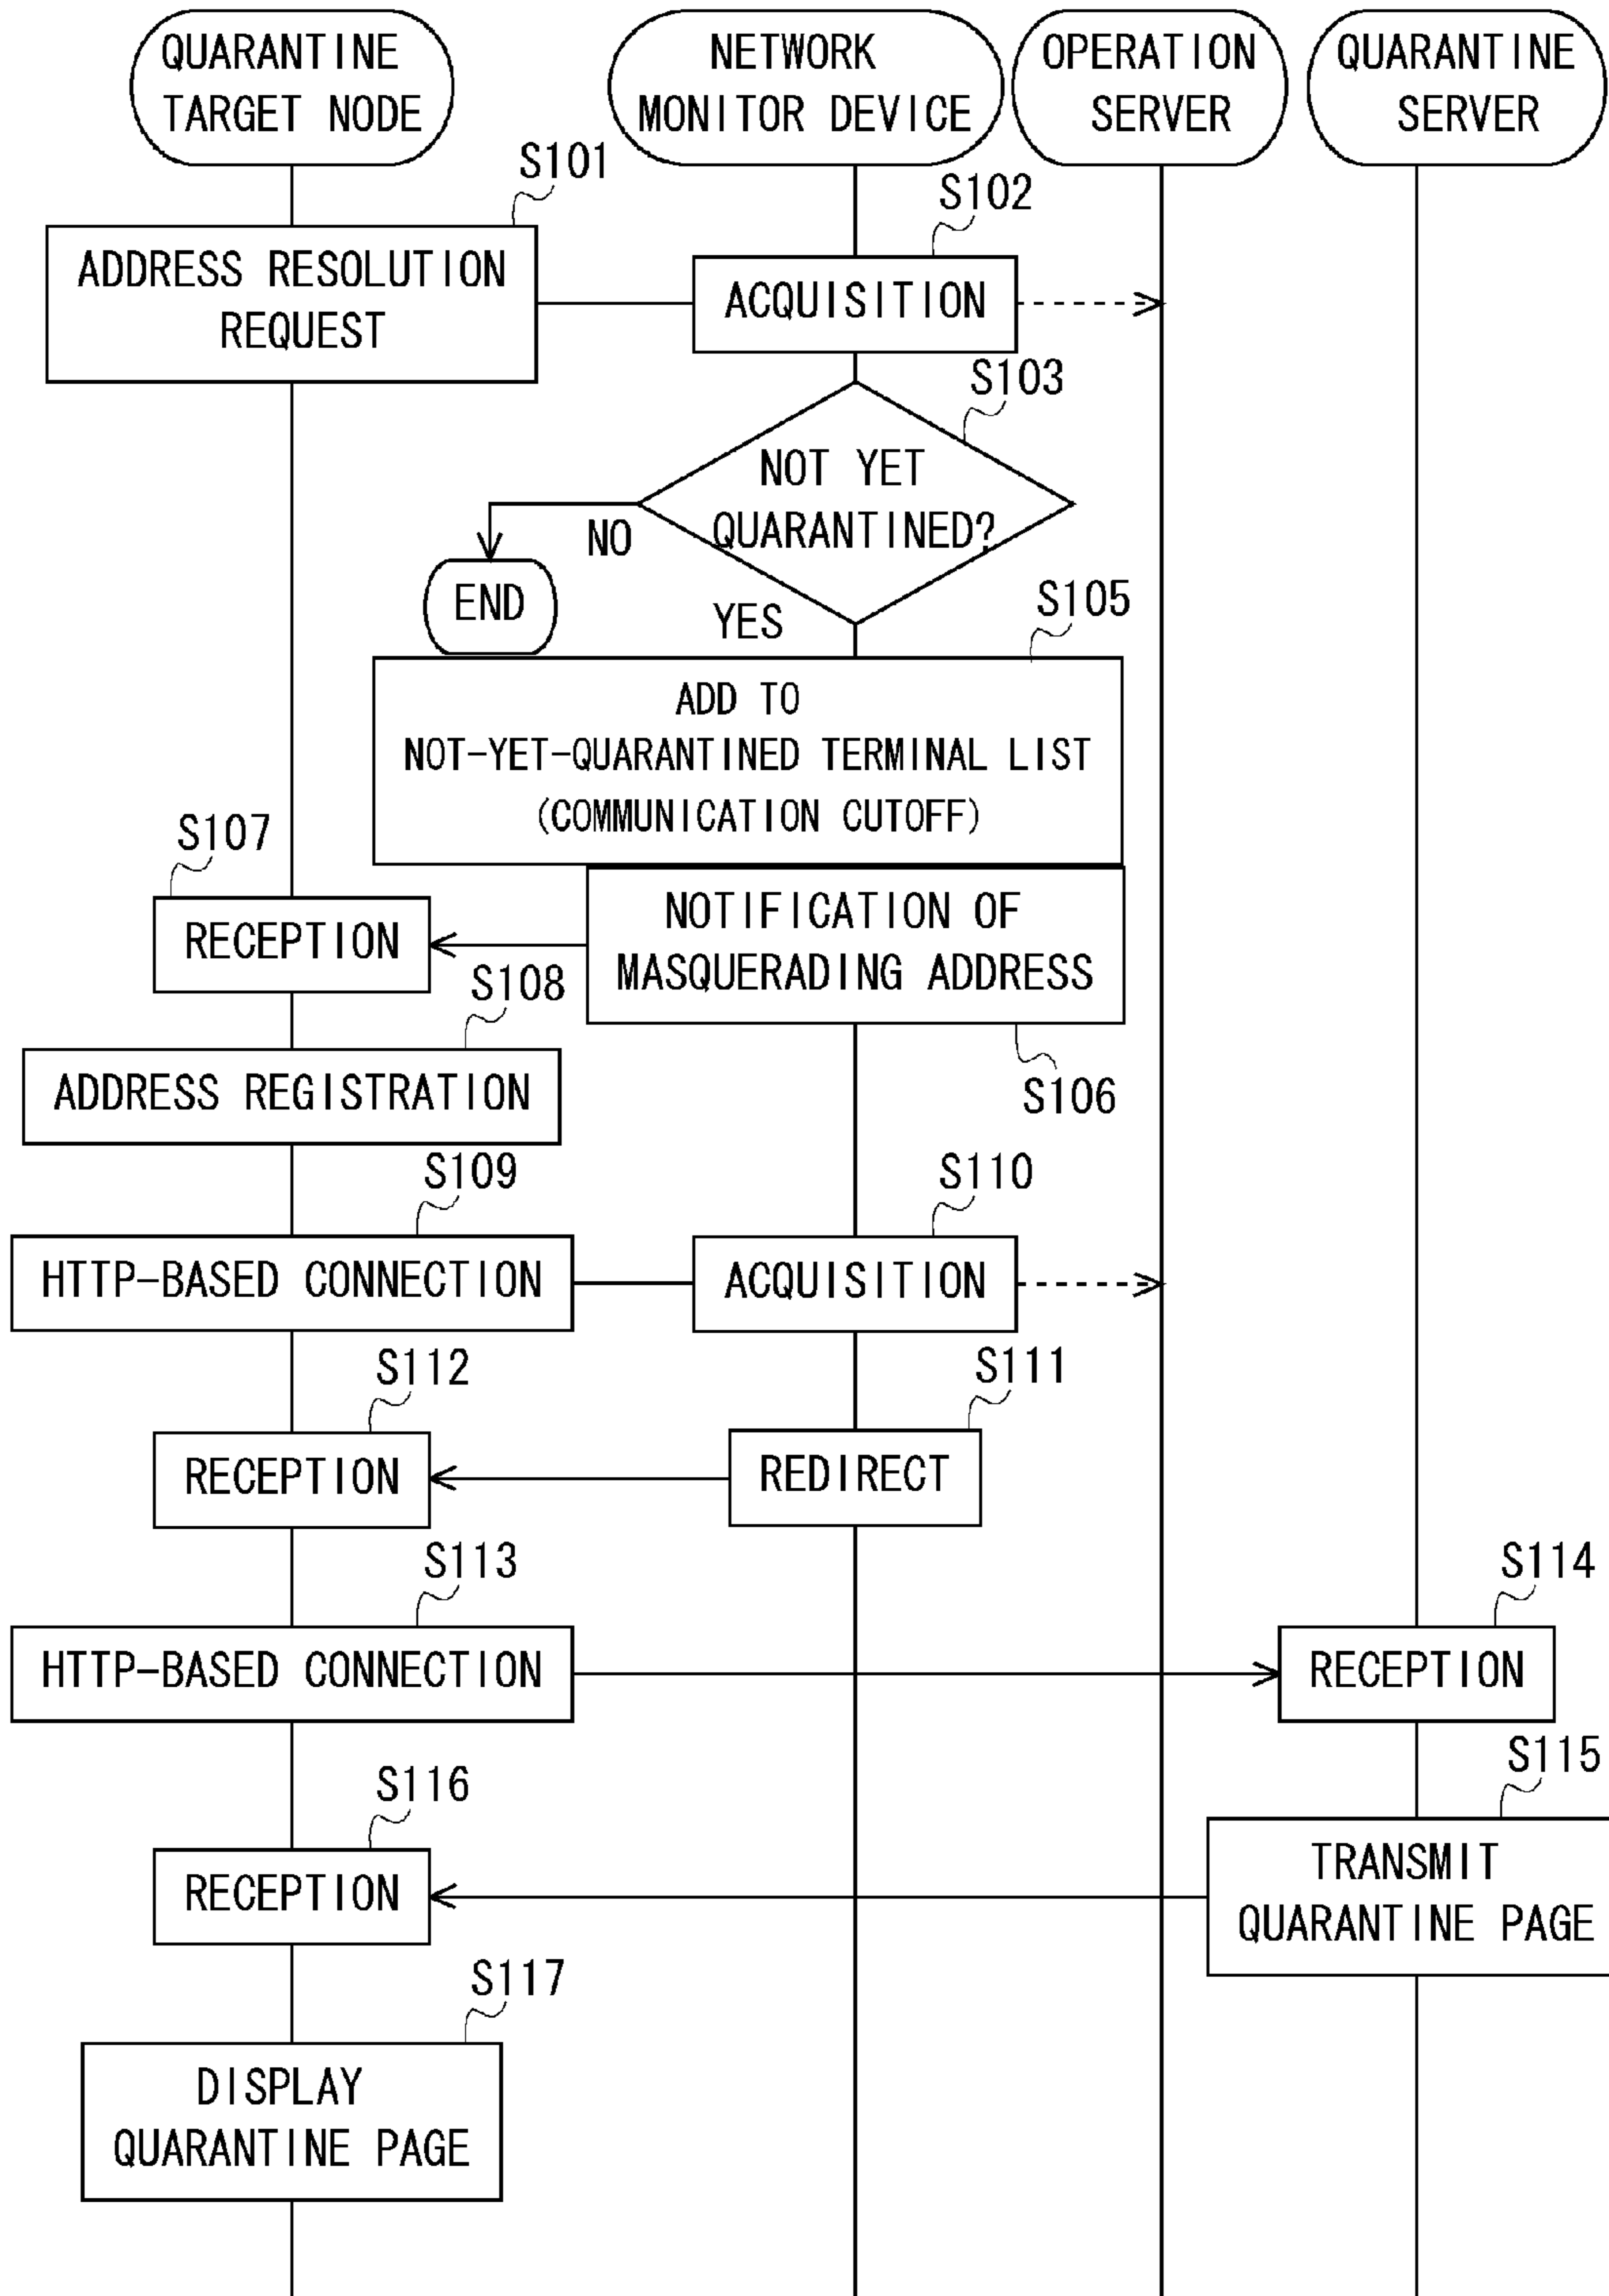 QUARANTINE
TARGET NODE
NETWORK
MONITOR DEVICE
OPERATION
SERVER
QUARANTINE
SERVER
S101
S102
ADDRESS RESOLUTION
REQUEST
ACQUISITION
S103
NOT YET
QUARANTINED?
NO
END
YES
S105
ADD TO
NOT-YET-QUARANTINED TERMINAL LIST
(COMMUNICATION CUTOFF)
S107
RECEPTION
NOTIFICATION OF
MASQUERADING ADDRESS
S108
S106
ADDRESS REGISTRATION
S109
S110
HTTP-BASED CONNECTION
ACQUISITION
S112
S111
RECEPTION
REDIRECT
S113
S114
HTTP-BASED CONNECTION
RECEPTION
S116
S115
RECEPTION
TRANSMIT
QUARANTINE PAGE
S117
DISPLAY
QUARANTINE PAGE